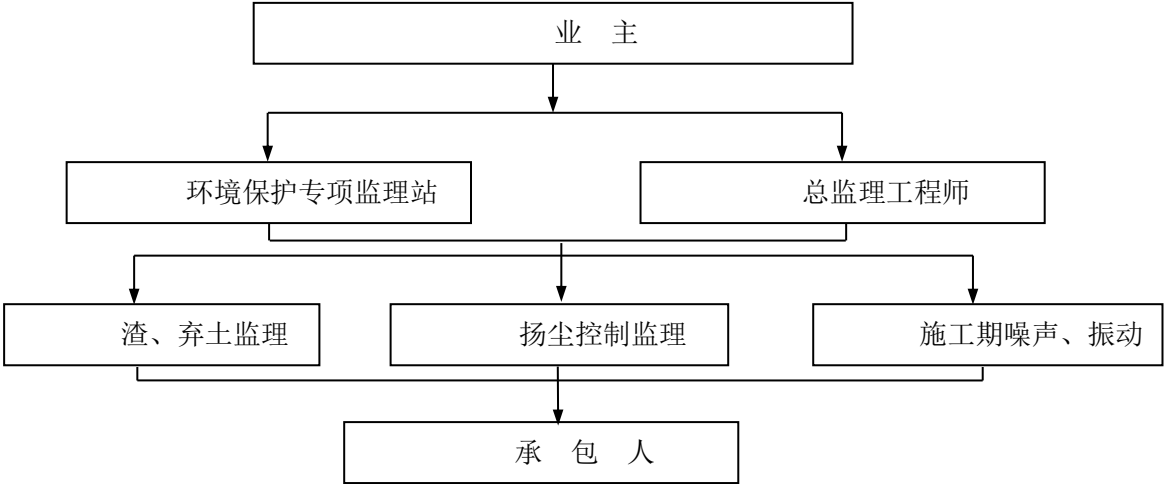 业　主
环境保护专项监理站
总监理工程师
渣、弃土监理
扬尘控制监理
施工期噪声、振动
承　包　人